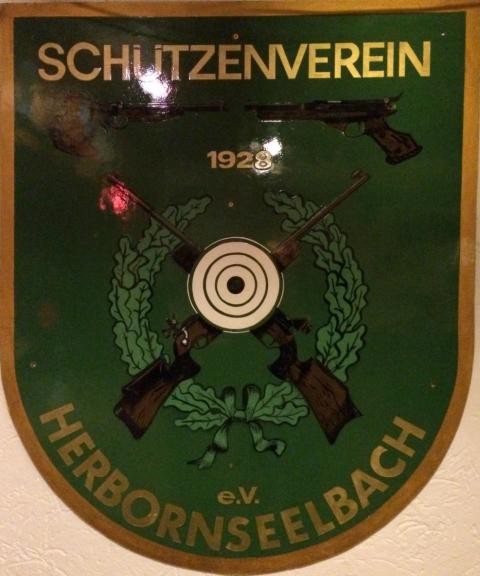 SCHÜTZENVEREIN
1928
e.V.
HERBORNSEELBACH